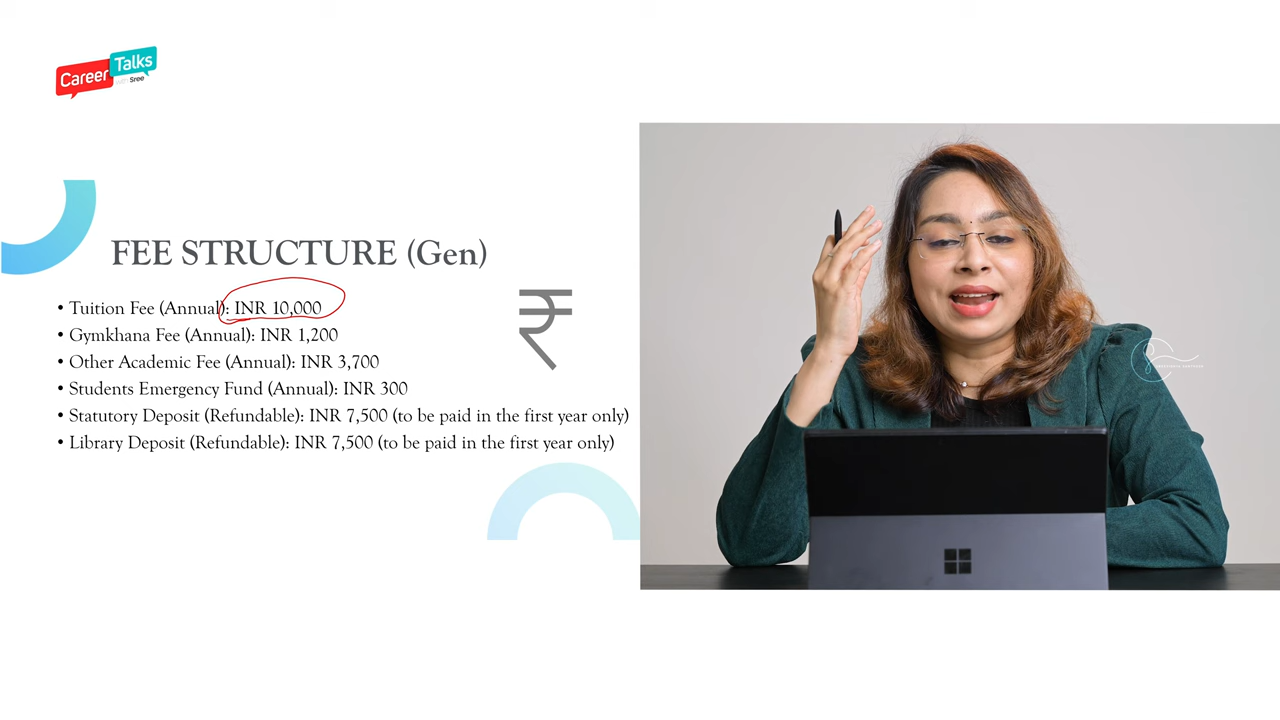 Career
Talks
Sree
FEE STRUCTURE (Gen)
• Tuition Fee (Annual): INR 10,000
• Gymkhana Fee (Annual): INR 1,200
• Other Academic Fee (Annual): INR 3,700
• Students Emergency Fund (Annual): INR 300
• Statutory Deposit (Refundable): INR 7,500 (to be paid in the first year only)
• Library Deposit (Refundable): INR 7,500 (to be paid in the first year only)
₹